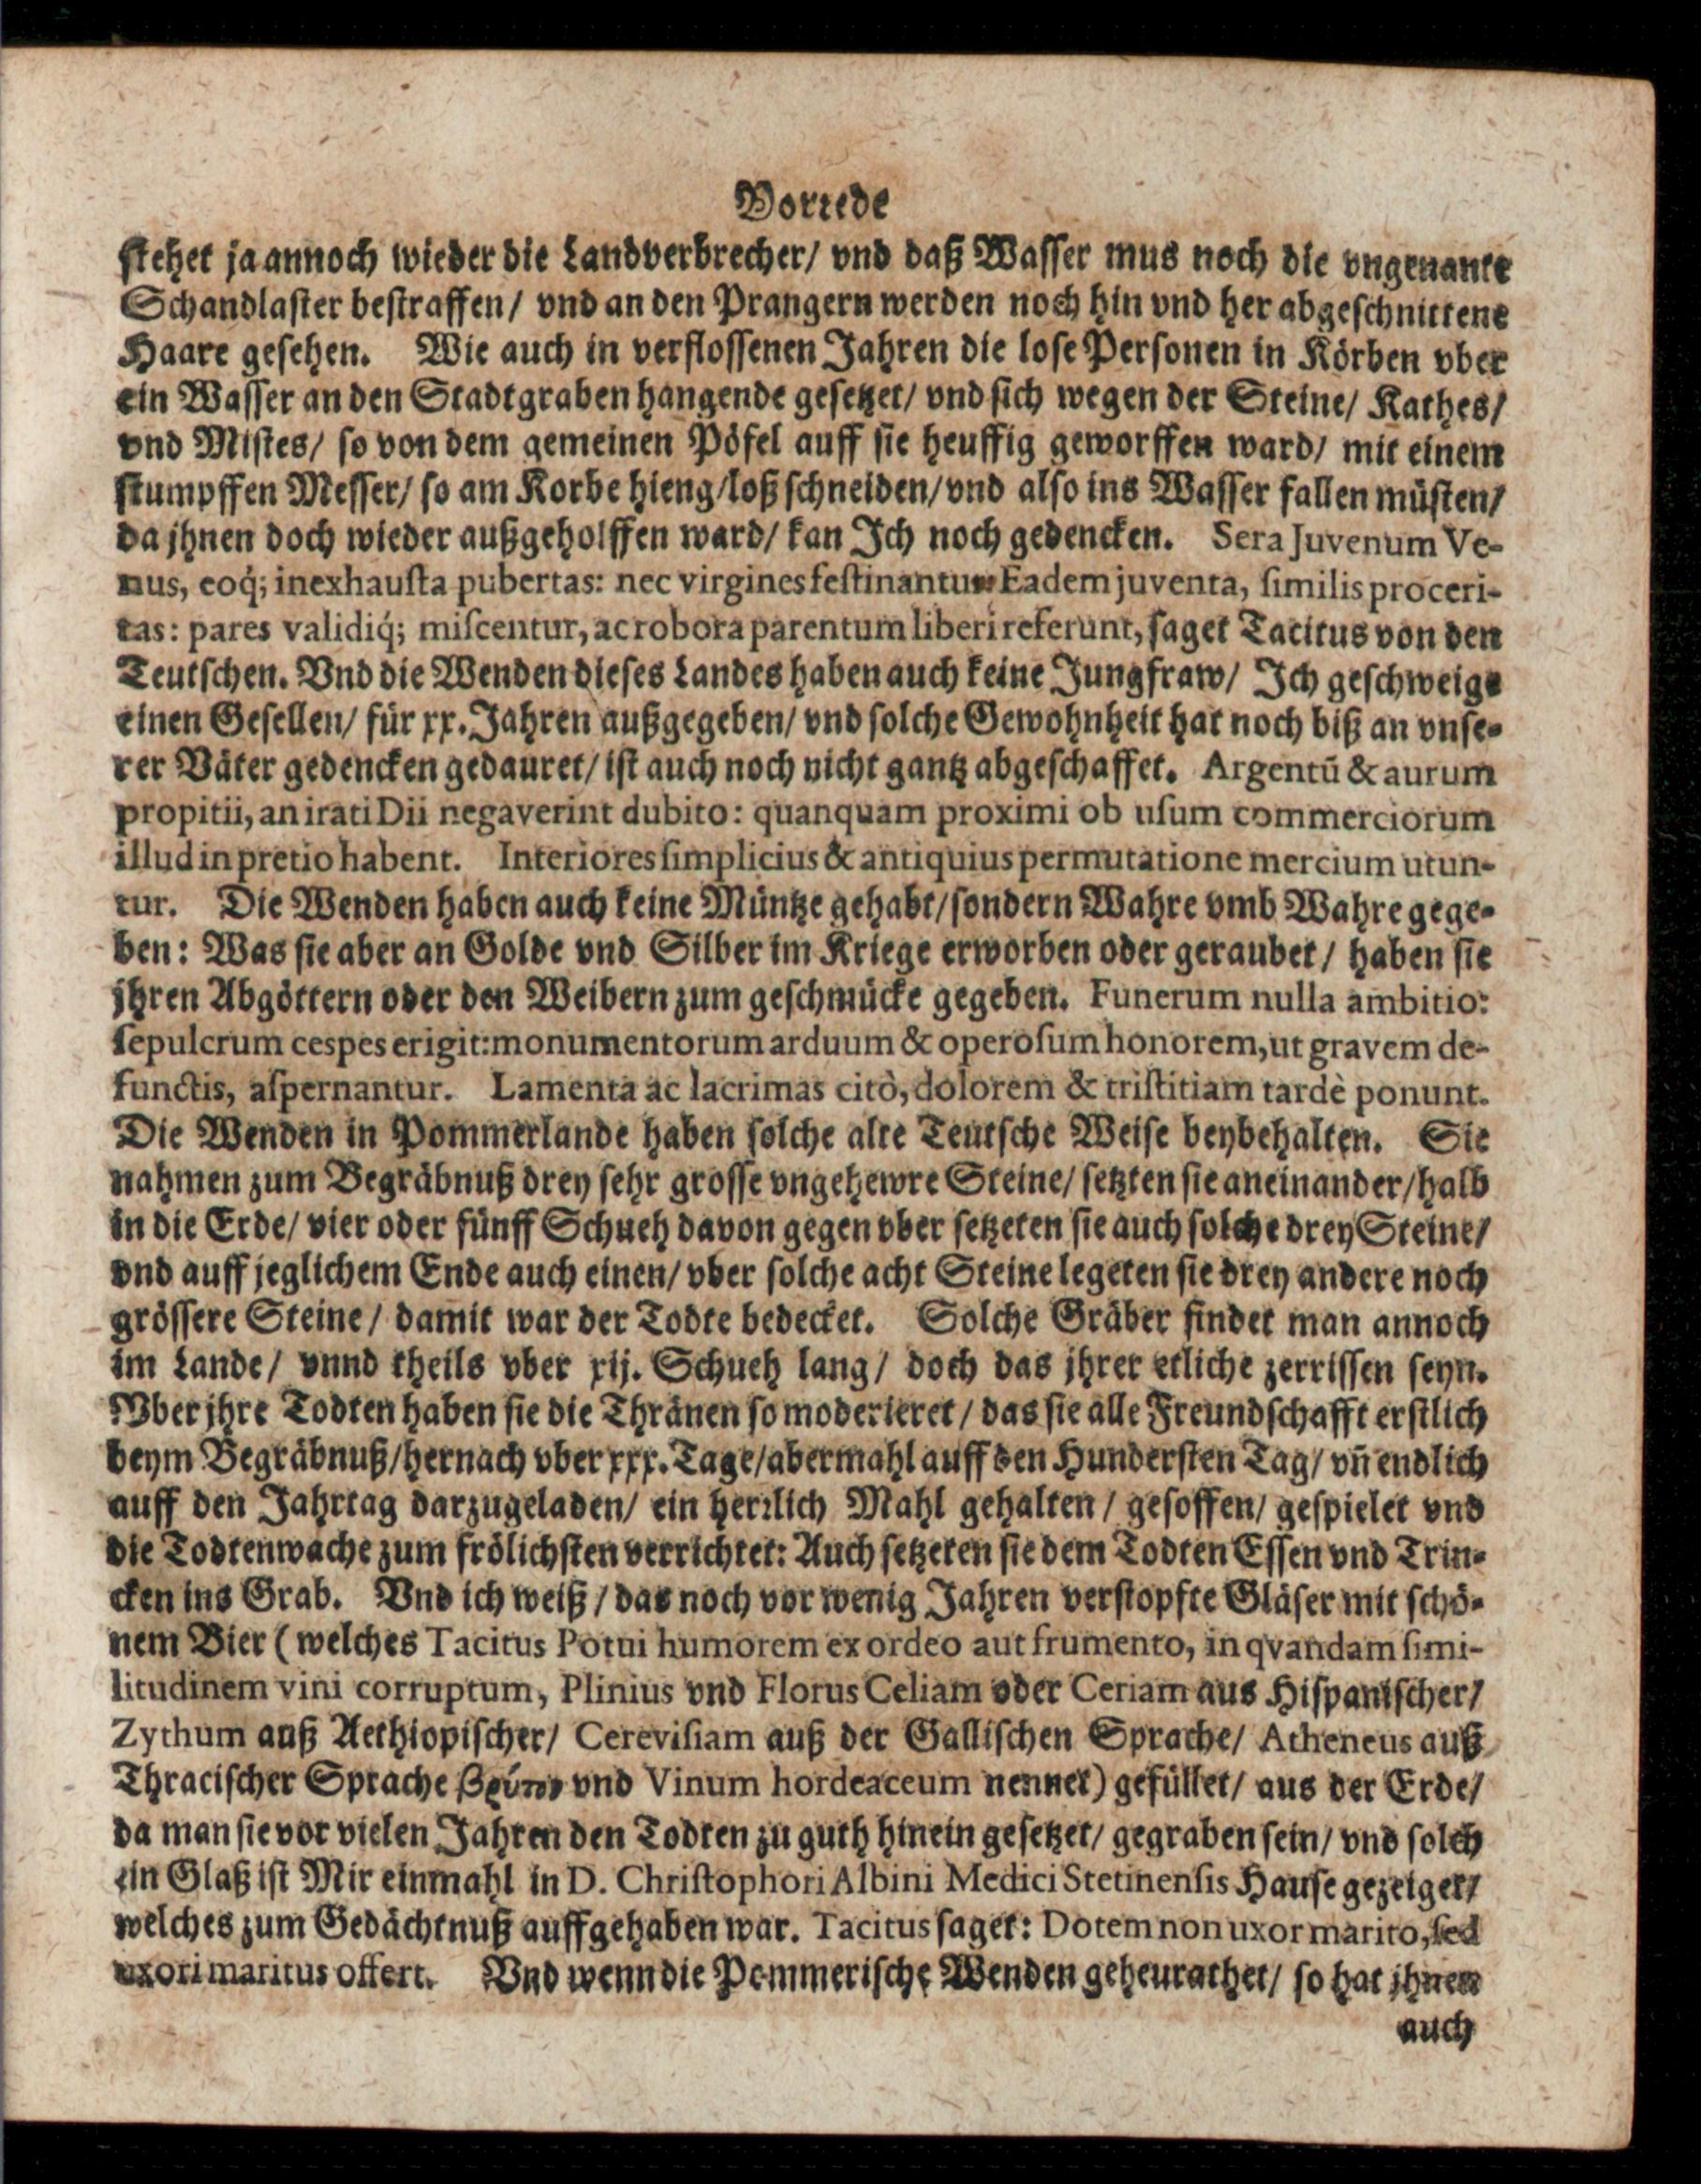 Vorrede
stehet ja annoch wieder die Landverbrecher/ vnd daß Wasser mus noch die vngenante
Schandlaster bestraffen/ vnd an den Prangern werden noch hin vnd her abgeschnittene
Haare gesehen. Wie auch in verflossenen Jahren die lose Personen in Körben vber
ein Wasser an den Stadtgraben hangende gesetzet/ vnd sich wegen der Steine/ Kathes/
vnd Mistes/ so von dem gemeinen Pöfel auff sie heuffig geworffen ward/ mit einem
stumpffen Messer/ so am Korbe hieng/ loß schneiden/ vnd also ins Wasser fallen müsten/
da jhnen doch wieder außgeholffen ward/ kan Ich noch gedencken. Sera Juvenum Ve-
nus, eoq́; inexhausta pubertas: nec virgines festinantur Eadem juventa, similis proceri-
tas: pares validiq́; miscentur, ac robora parentum liberi referunt, saget Tacitus von den
Teutschen. Vnd die Wenden dieses Landes haben auch keine Jungfraw/ Ich geschweige
einen Gesellen/ für xx. Jahren außgegeben/ vnd solche Gewohnheit hat noch biß an vnse-
rer Väter gedencken gedauret/ ist auch noch nicht gantz abgeschaffet. Argentū & aurum
propitii, an irati Dii negaverint dubito: quanquam proximi ob usum commerciorum
illud in pretio habent. Interiores simplicius & antiquius permutatione mercium utun-
tur. Die Wenden haben auch keine Müntze gehabt/ sondern Wahre vmb Wahre gege-
ben: Was sie aber an Golde vnd Silber im Kriege erworben oder geraubet/ haben sie
jhren Abgöttern oder den Weibern zum geschmücke gegeben. Funerum nulla ambitio:
sepulcrum cespes erigit: monumentorum arduum & operosum honorem, ut gravem de-
functis, aspernantur. Lamenta ac lacrimas citò, dolorem & tristitiam tardè ponunt.
Die Wenden in Pommerlande haben solche alte Teutsche Weise beybehalten. Sie
nahmen zum Begräbnuß drey sehr grosse vngehewre Steine/ setzten sie aneinander/ halb
in die Erde/ vier oder fünff Schueh davon gegen vber setzeten sie auch solche drey Steine/
vnd auff jeglichem Ende auch einen/ vber solche acht Steine legeten sie drey andere noch
grössere Steine/ damit war der Todte bedecket. Solche Gräber findet man annoch
im Lande/ vnnd theils vber xij. Schueh lang/ doch das jhrer etliche zerrissen seyn.
Vber jhre Todten haben sie die Thränen so moderieret/ das sie alle Freundschafft erstlich
beym Begräbnuß/ hernach vber xxx. Tage/ abermahl auff den Hundersten Tag/ vn̄ endlich
auff den Jahrtag darzugeladen/ ein herrlich Mahl gehalten/ gesoffen/ gespielet vnd
die Todtenwache zum frölichsten verrichtet: Auch setzeten sie dem Todten Essen vnd Trin-
cken ins Grab. Vnd ich weiß/ das noch vor wenig Jahren verstopfte Gläser mit schö-
nem Bier (welches Tacitus Potui humorem ex ordeo aut frumento, in qvandam simi-
litudinem vini corruptum, Plinius vnd Florus Celiam oder Ceriam aus Hispanischer/
Zythum auß Aethiopischer/ Cerevisiam auß der Gallischen Sprache/ Atheneus auß
Thracischer Sprache βρύτον vnd Vinum hordeaceum nennet) gefüllet/ aus der Erde/
da man sie vor vielen Jahren den Todten zu guth hinein gesetzet/ gegraben sein/ vnd solch
ein Glaß ist Mir einmahl in D. Christophori Albini Medici Stetinensis Hause gezeiget/
welches zum Gedächtnuß auffgehaben war. Tacitus saget: Dotem non uxor marito, sed
uxori maritus offert. Vnd wenn die Pommerische Wenden geheurathet/ so hat jhnen
auch